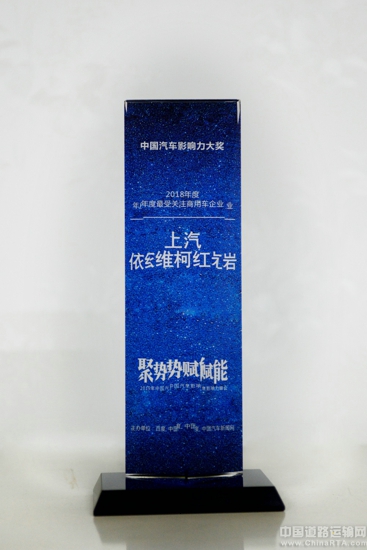 中国汽车影响力大奖
2018年度
年度最受关注商用车企业
上汽
依维柯红岩
聚势赋能
中国道路运输网
www.ChinaRTA.com